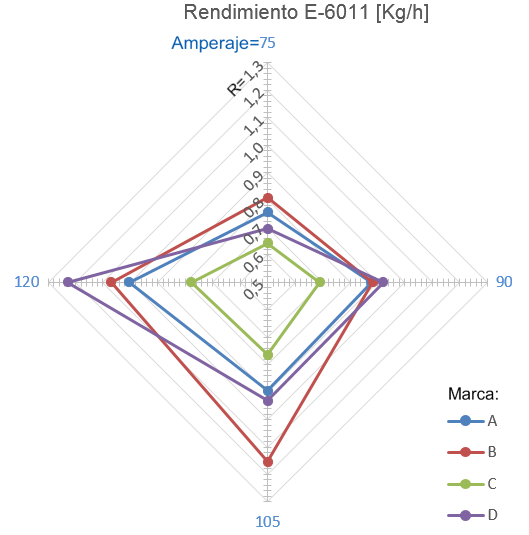 Rendimiento E-6011 [Kg/h]
Amperaje=75
R=1,3
1,2
1,1
1,0
0,9
0,8
0,7
0,6
0,5
120
90
105
Marca:
A
B
C
D